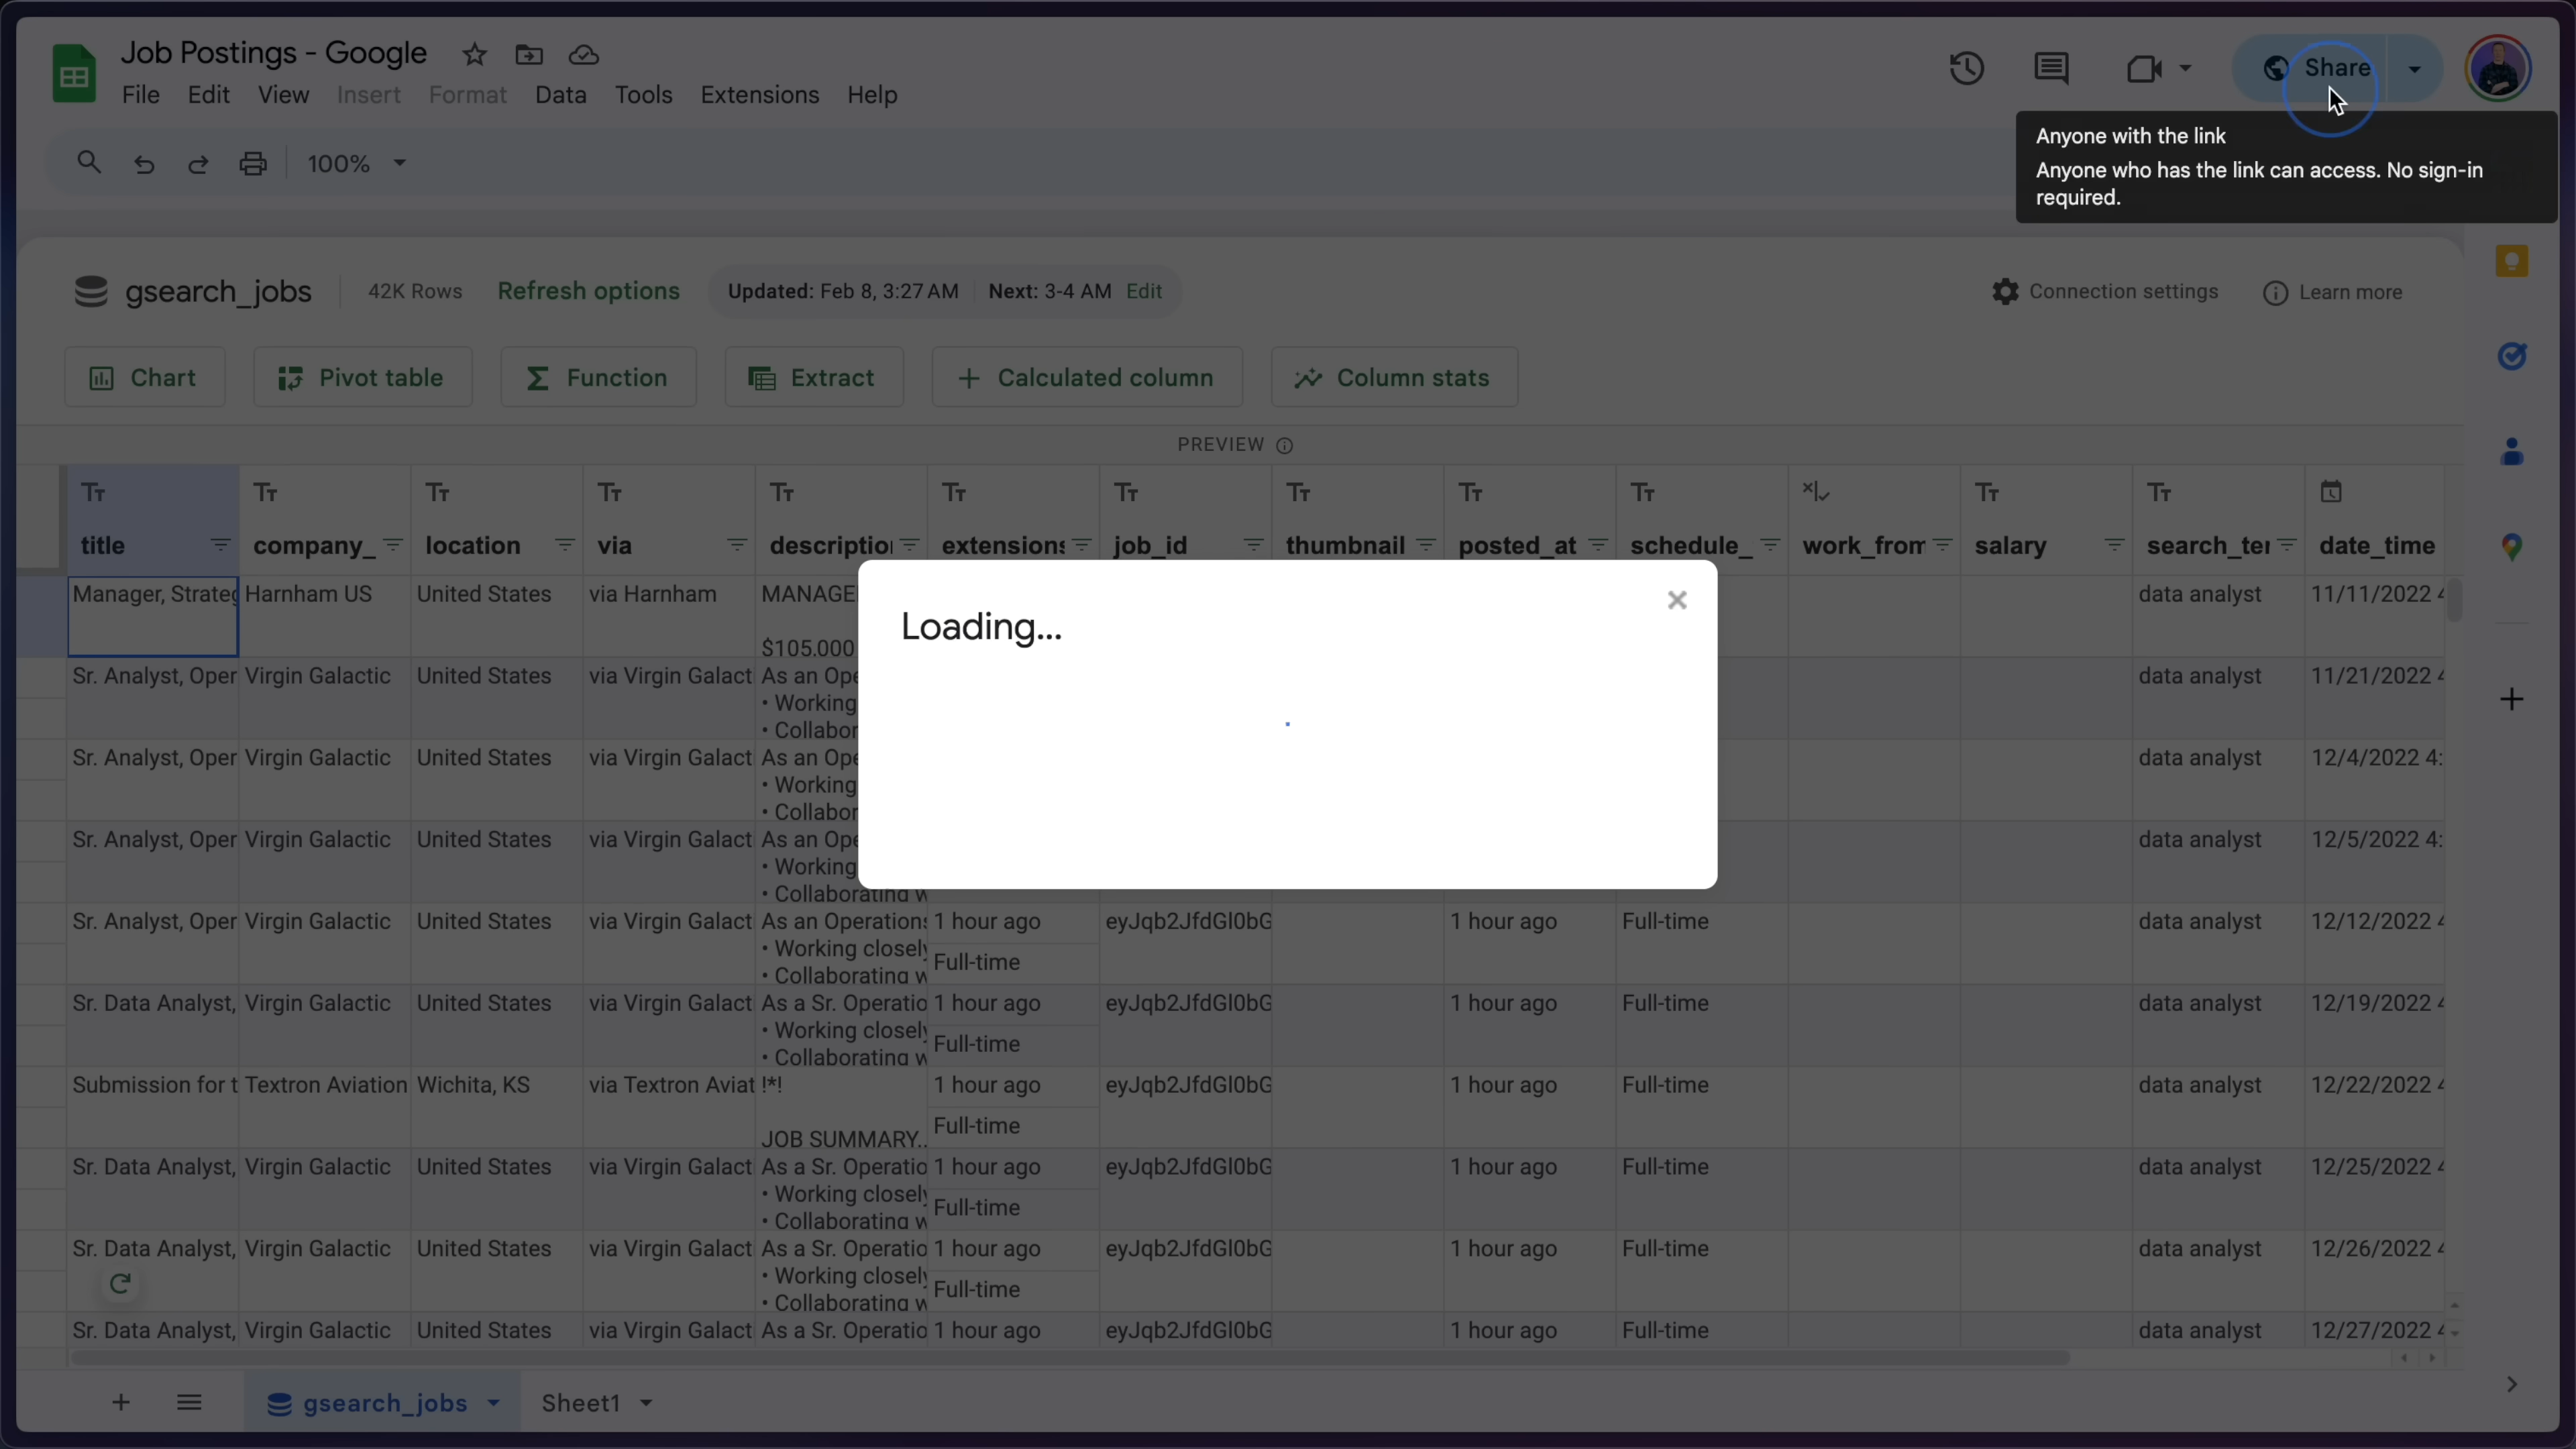 Job Postings - Google
File Edit View Insert Format Data Tools Extensions Help
Share
100%
Anyone with the link
Anyone who has the link can access. No sign-in
required.
gsearch_jobs 42K Rows Refresh options Updated: Feb 8, 3:27 AM Next: 3-4 AM Edit Connection settings Learn more
Chart Pivot table Function Extract Calculated column Column stats
PREVIEW
title company_ location via description extensions job_id thumbnail posted_at schedule_ work_from salary search_ter date_time
Manager, Strateg Harnham US United States via Harnham MANAGE data analyst 11/11/2022 4
$105,000
Sr. Analyst, Oper Virgin Galactic United States via Virgin Galact As an Ope data analyst 11/21/2022 4
• Working
• Collabor
Sr. Analyst, Oper Virgin Galactic United States via Virgin Galact As an Ope data analyst 12/4/2022 4:
• Working
• Collabor
Sr. Analyst, Oper Virgin Galactic United States via Virgin Galact As an Ope data analyst 12/5/2022 4:
• Working
• Collaborating w
Loading...
Sr. Analyst, Oper Virgin Galactic United States via Virgin Galact As an Operations 1 hour ago eyJqb2JfdGl0bG 1 hour ago Full-time data analyst 12/12/2022 4
• Working closely
Full-time
• Collaborating w
Sr. Data Analyst, Virgin Galactic United States via Virgin Galact As a Sr. Operatio 1 hour ago eyJqb2JfdGl0bG 1 hour ago Full-time data analyst 12/19/2022 4
• Working closely
Full-time
• Collaborating w
Submission for t Textron Aviation Wichita, KS via Textron Aviat !*! 1 hour ago eyJqb2JfdGl0bG 1 hour ago Full-time data analyst 12/22/2022 4
Full-time
JOB SUMMARY...
Sr. Data Analyst, Virgin Galactic United States via Virgin Galact As a Sr. Operatio 1 hour ago eyJqb2JfdGl0bG 1 hour ago Full-time data analyst 12/25/2022 4
• Working closely
Full-time
• Collaborating w
Sr. Data Analyst, Virgin Galactic United States via Virgin Galact As a Sr. Operatio 1 hour ago eyJqb2JfdGl0bG 1 hour ago Full-time data analyst 12/26/2022 4
• Working closely
Full-time
• Collaborating w
Sr. Data Analyst, Virgin Galactic United States via Virgin Galact As a Sr. Operatio 1 hour ago eyJqb2JfdGl0bG 1 hour ago Full-time data analyst 12/27/2022 4
gsearch_jobs Sheet1